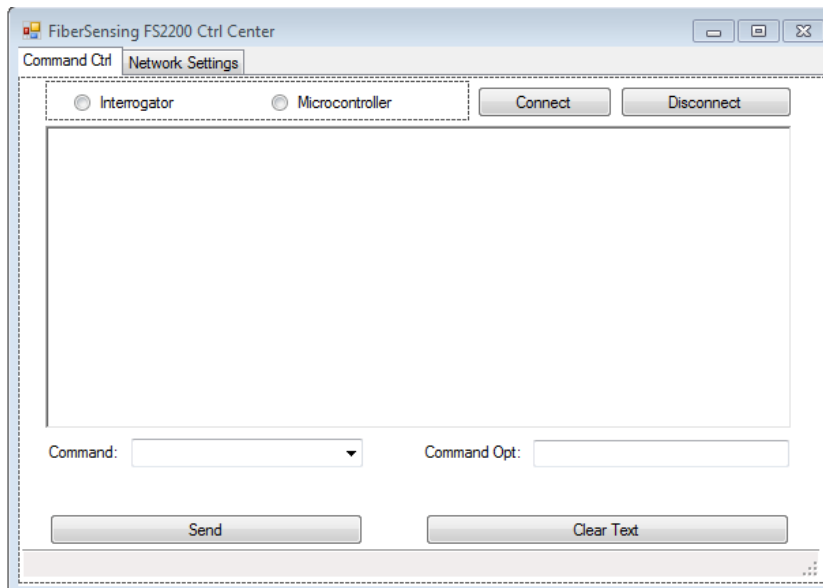 FiberSensing FS2200 Ctrl Center
Command Ctrl Network Settings
Interrogator Microcontroller Connect Disconnect
Command: Command Opt:
Send Clear Text